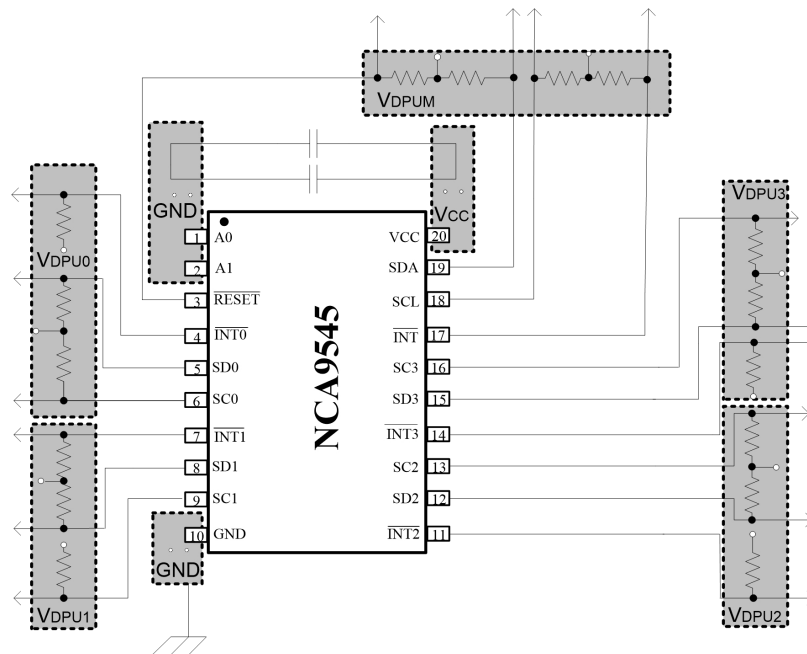 VDPUM
GND
VCC
VDPU3
VDPU0
1 A0
2 A1
3 RESET
4 INT0
5 SD0
6 SC0
7 INT1
8 SD1
9 SC1
10 GND
NCA9545
VCC 20
SDA 19
SCL 18
INT 17
SC3 16
SD3 15
INT3 14
SC2 13
SD2 12
INT2 11
GND
VDPU1
VDPU2